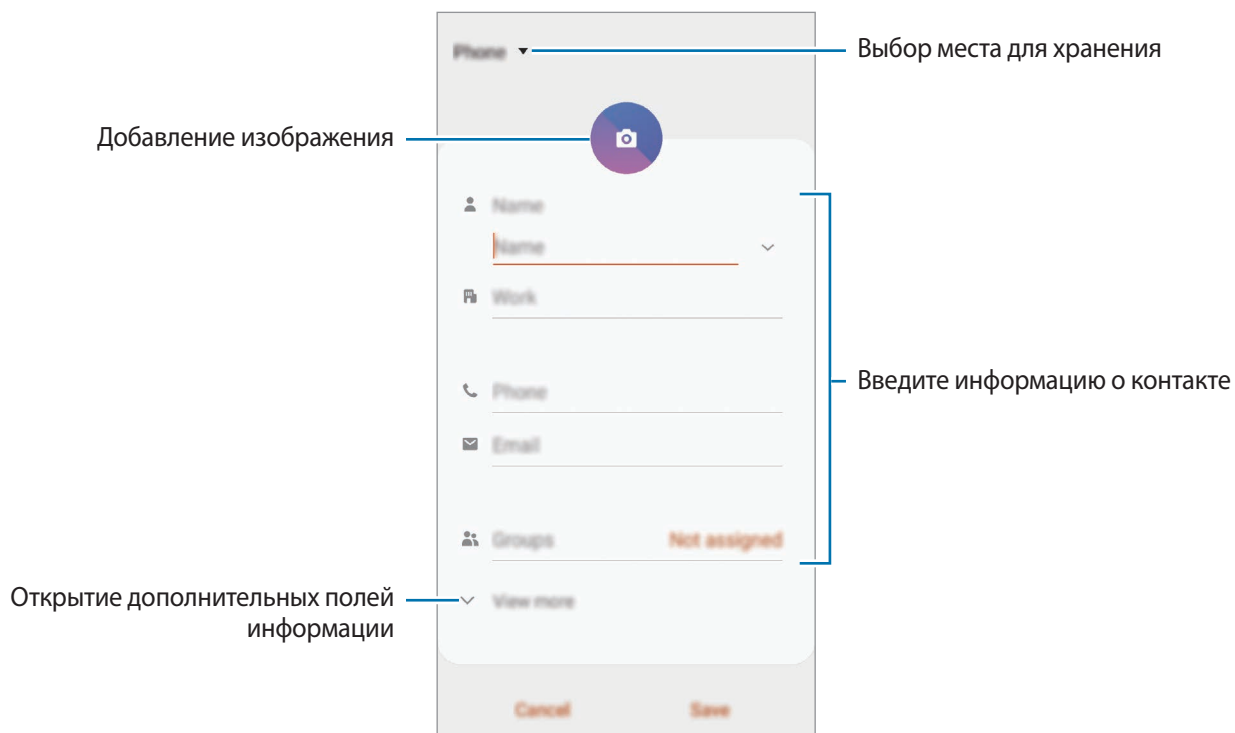 Phone
Выбор места для хранения
Добавление изображения
Name
Name
Work
Phone
Введите информацию о контакте
Email
Groups Not assigned
Открытие дополнительных полей
информации
View more
Cancel Save